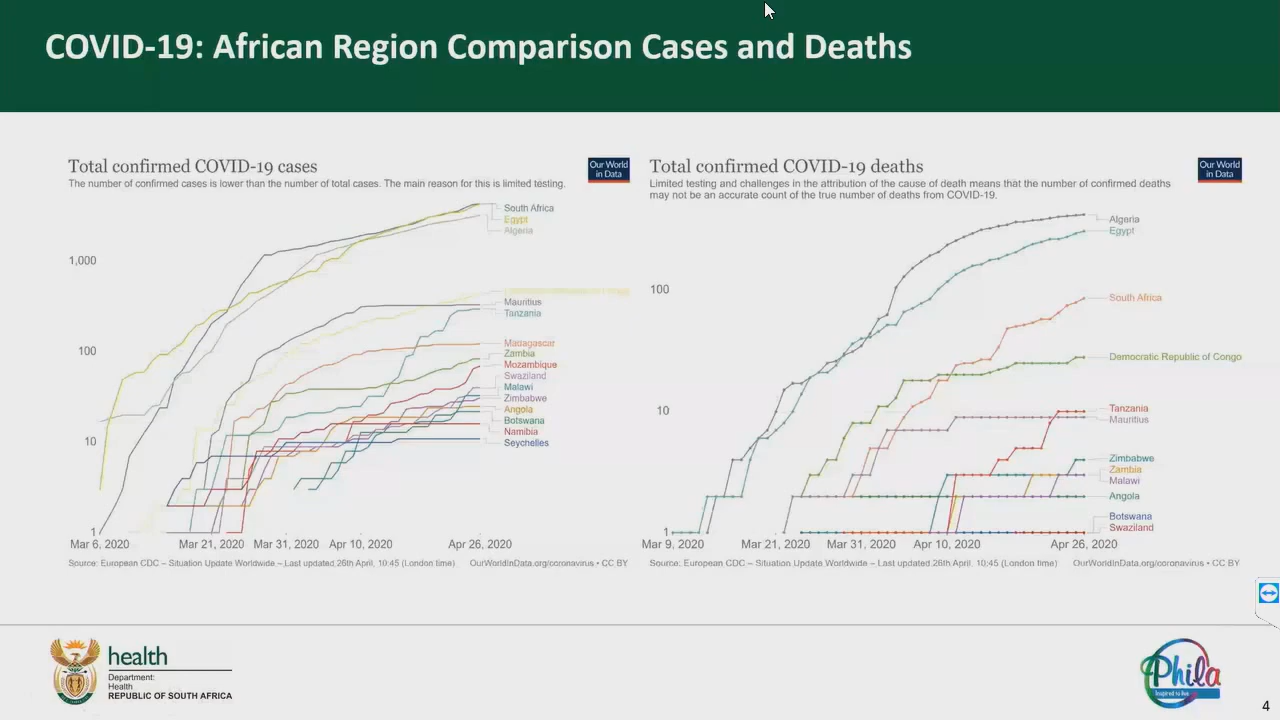 COVID-19: African Region Comparison Cases and Deaths
Total confirmed COVID-19 cases
The number of confirmed cases is lower than the number of total cases. The main reason for this is limited testing.
Our World
in Data
South Africa
Egypt
Algeria
1,000
Mauritius
Tanzania
100
Madagascar
Zambia
Mozambique
Swaziland
Malawi
Zimbabwe
Angola
Botswana
Namibia
Seychelles
10
1
Mar 6, 2020
Mar 21, 2020
Mar 31, 2020
Apr 10, 2020
Apr 26, 2020
Source: European CDC – Situation Update Worldwide – Last updated 26th April, 10:45 (London time)
OurWorldInData.org/coronavirus • CC BY
Total confirmed COVID-19 deaths
Limited testing and challenges in the attribution of the cause of death means that the number of confirmed deaths
may not be an accurate count of the true number of deaths from COVID-19.
Our World
in Data
Algeria
Egypt
100
South Africa
Democratic Republic of Congo
10
Tanzania
Mauritius
Zimbabwe
Zambia
Malawi
Angola
Botswana
Swaziland
1
Mar 9, 2020
Mar 21, 2020
Mar 31, 2020
Apr 10, 2020
Apr 26, 2020
Source: European CDC – Situation Update Worldwide – Last updated 26th April, 10:45 (London time)
OurWorldInData.org/coronavirus • CC BY
health
Department:
Health
REPUBLIC OF SOUTH AFRICA
Phila
Inspired to live
4